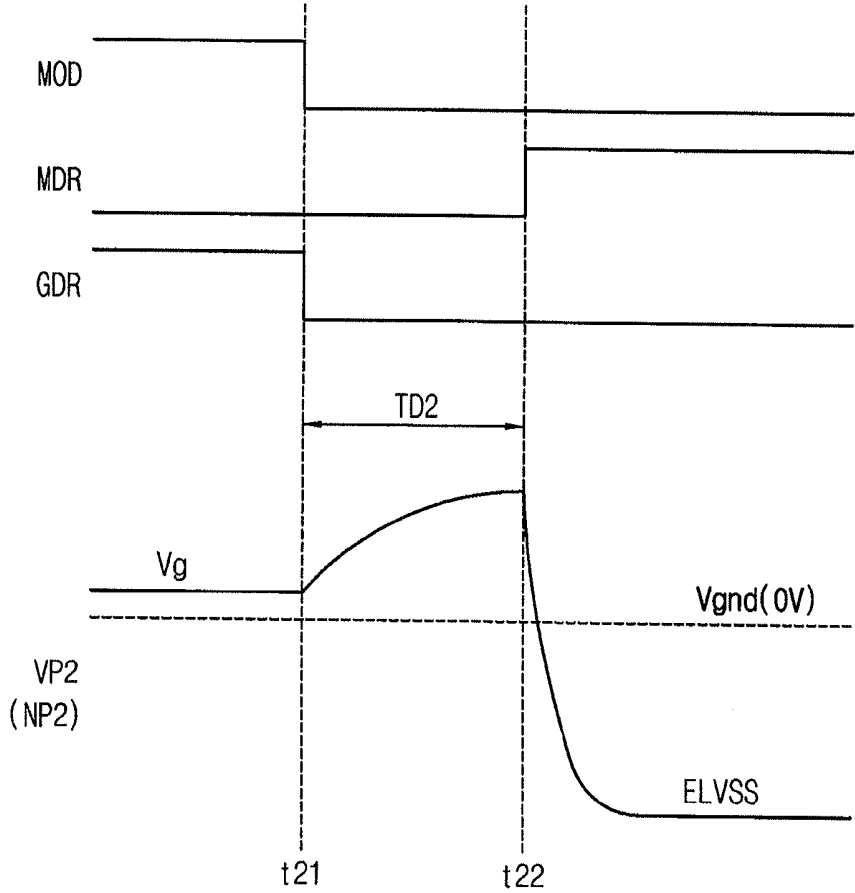 MOD
MDR
GDR
TD2
Vg
Vgnd(0V)
VP2
(NP2)
ELVSS
t21
t22